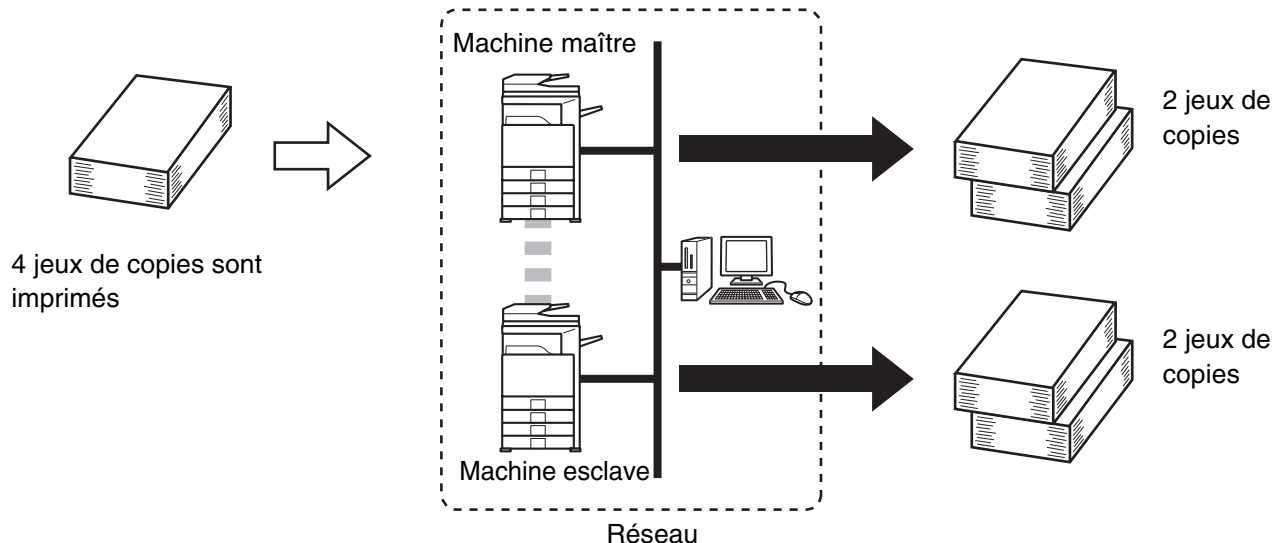 Machine maître
2 jeux de
copies
4 jeux de copies sont
imprimés
2 jeux de
copies
Machine esclave
Réseau